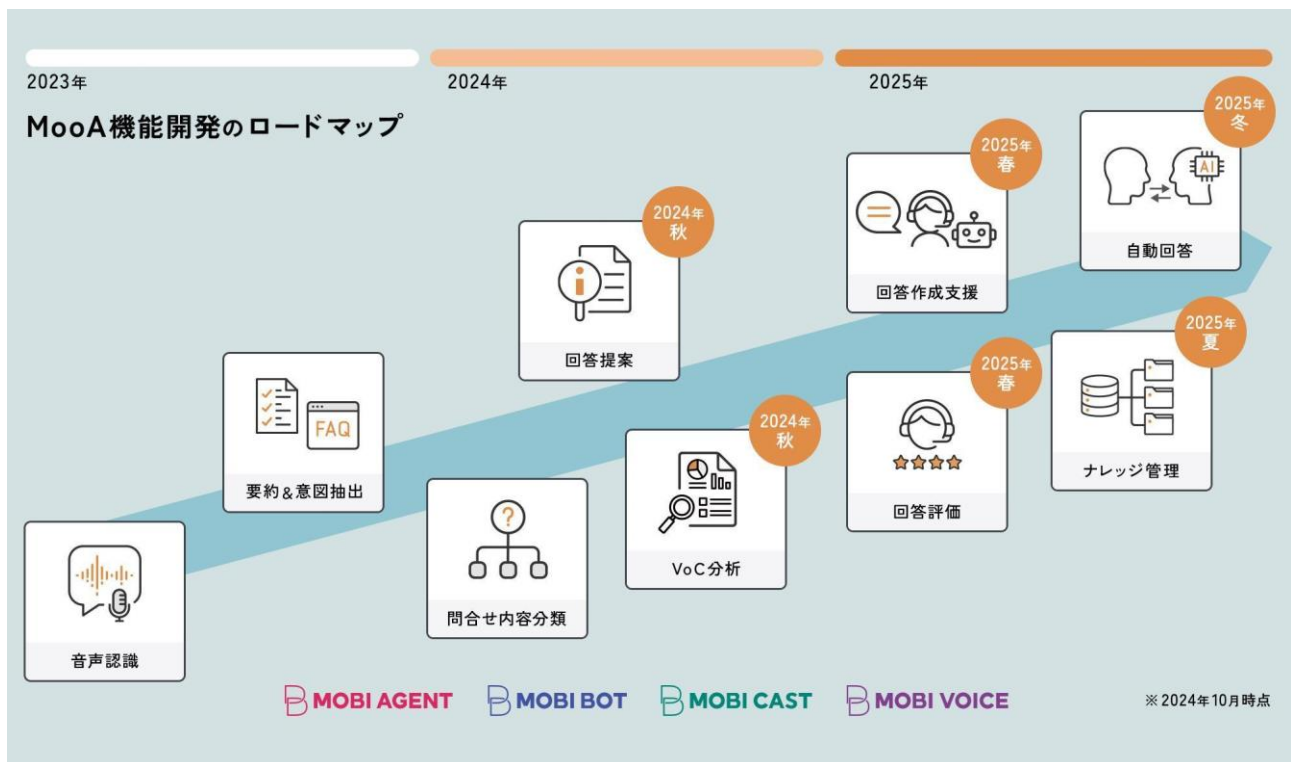 2023年
2024年
2025年
MooA機能開発のロードマップ
音声認識
FAQ
要約&意図抽出
?
問合せ内容分類
2024年
秋
i
回答提案
2024年
秋
VoC分析
2025年
春
回答作成支援
2025年
春
回答評価
2025年
冬
AI
自動回答
2025年
夏
ナレッジ管理
MOBI AGENT
MOBI BOT
MOBI CAST
MOBI VOICE
※2024年10月時点